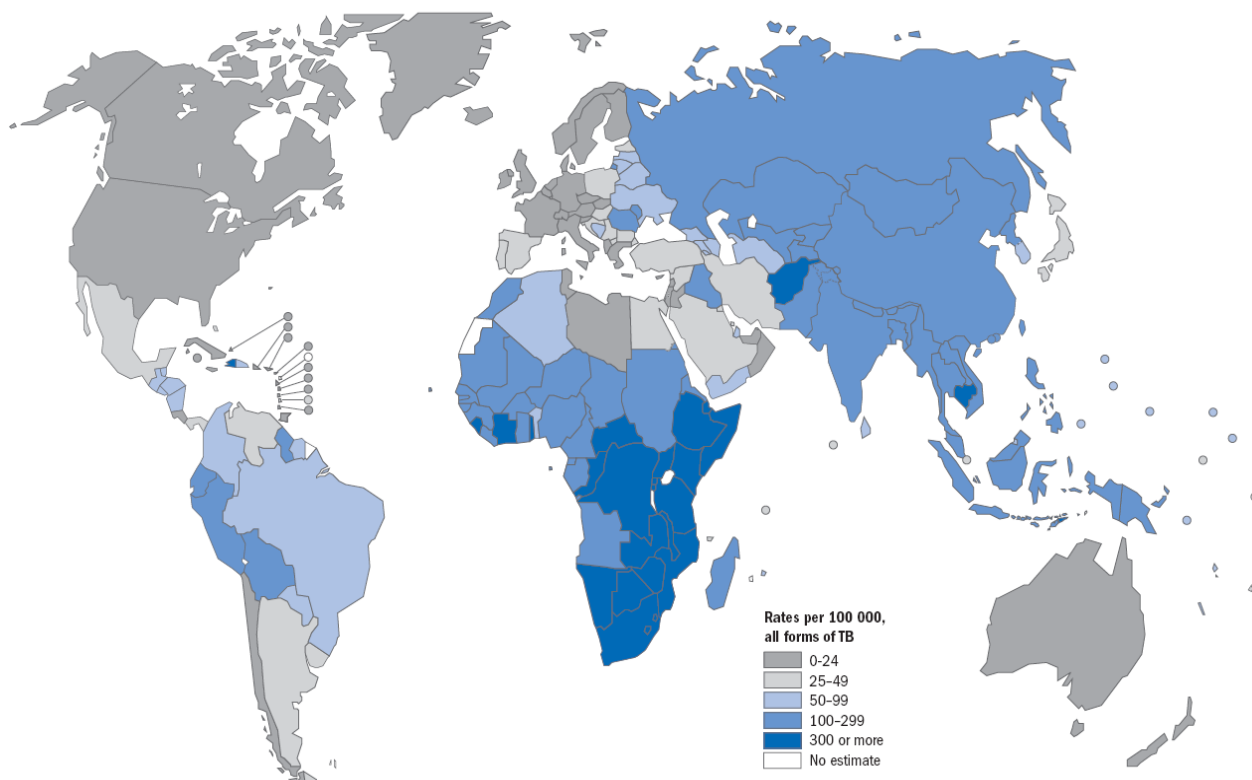 Rates per 100 000,
all forms of TB
0-24
25–49
50–99
100–299
300 or more
No estimate